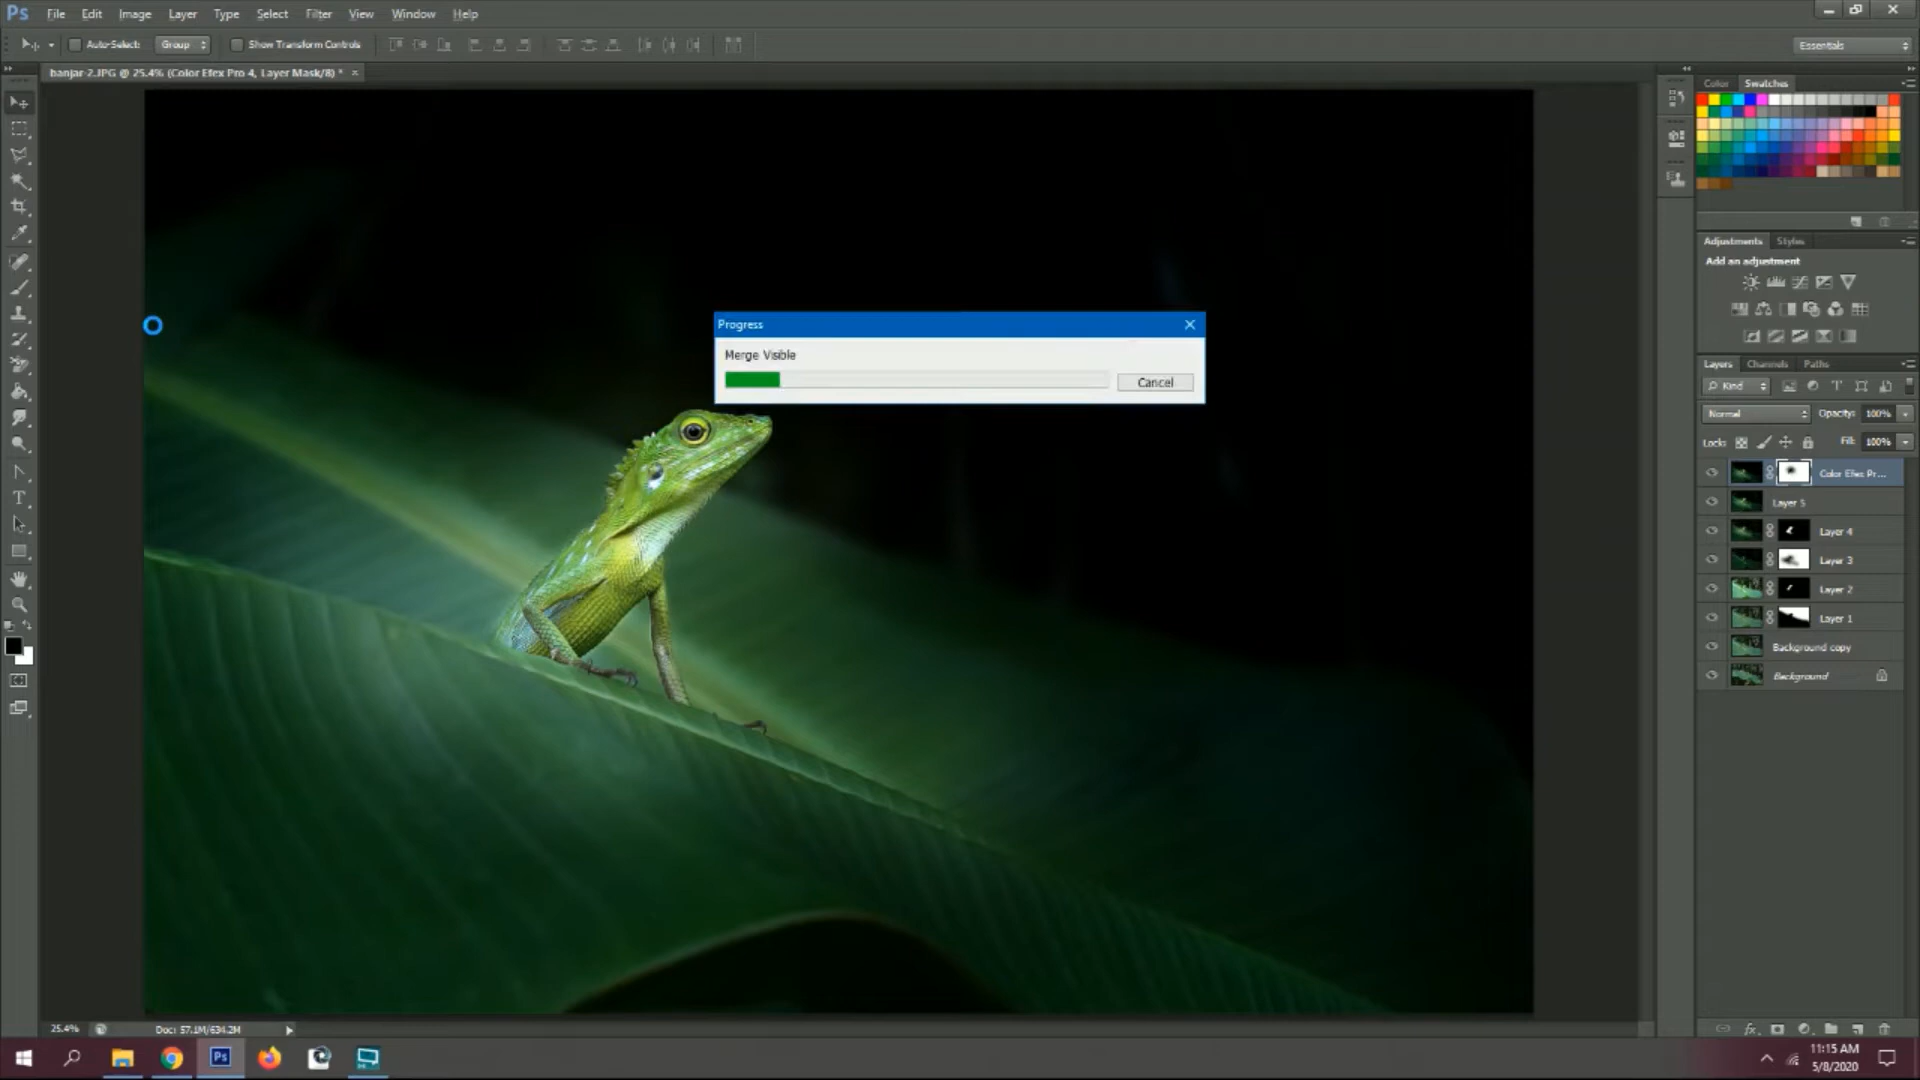 Ps File Edit Image Layer Type Select Filter View Window Help
Auto-Select: Group Show Transform Controls Essentials
banjar-2.JPG @ 25.4% (Color Efex Pro 4, Layer Mask/8) * ×
Color Swatches
Adjustments Styles
Add an adjustment
Progress
Merge Visible
Cancel
Layers Channels Paths
Kind
Normal Opacity: 100%
Lock: Fill: 100%
Color Efex Pr...
Layer 5
Layer 4
Layer 3
Layer 2
Layer 1
Background copy
Background
25.4% Doc: 57.1M/634.2M
Ps
11:15 AM
5/8/2020